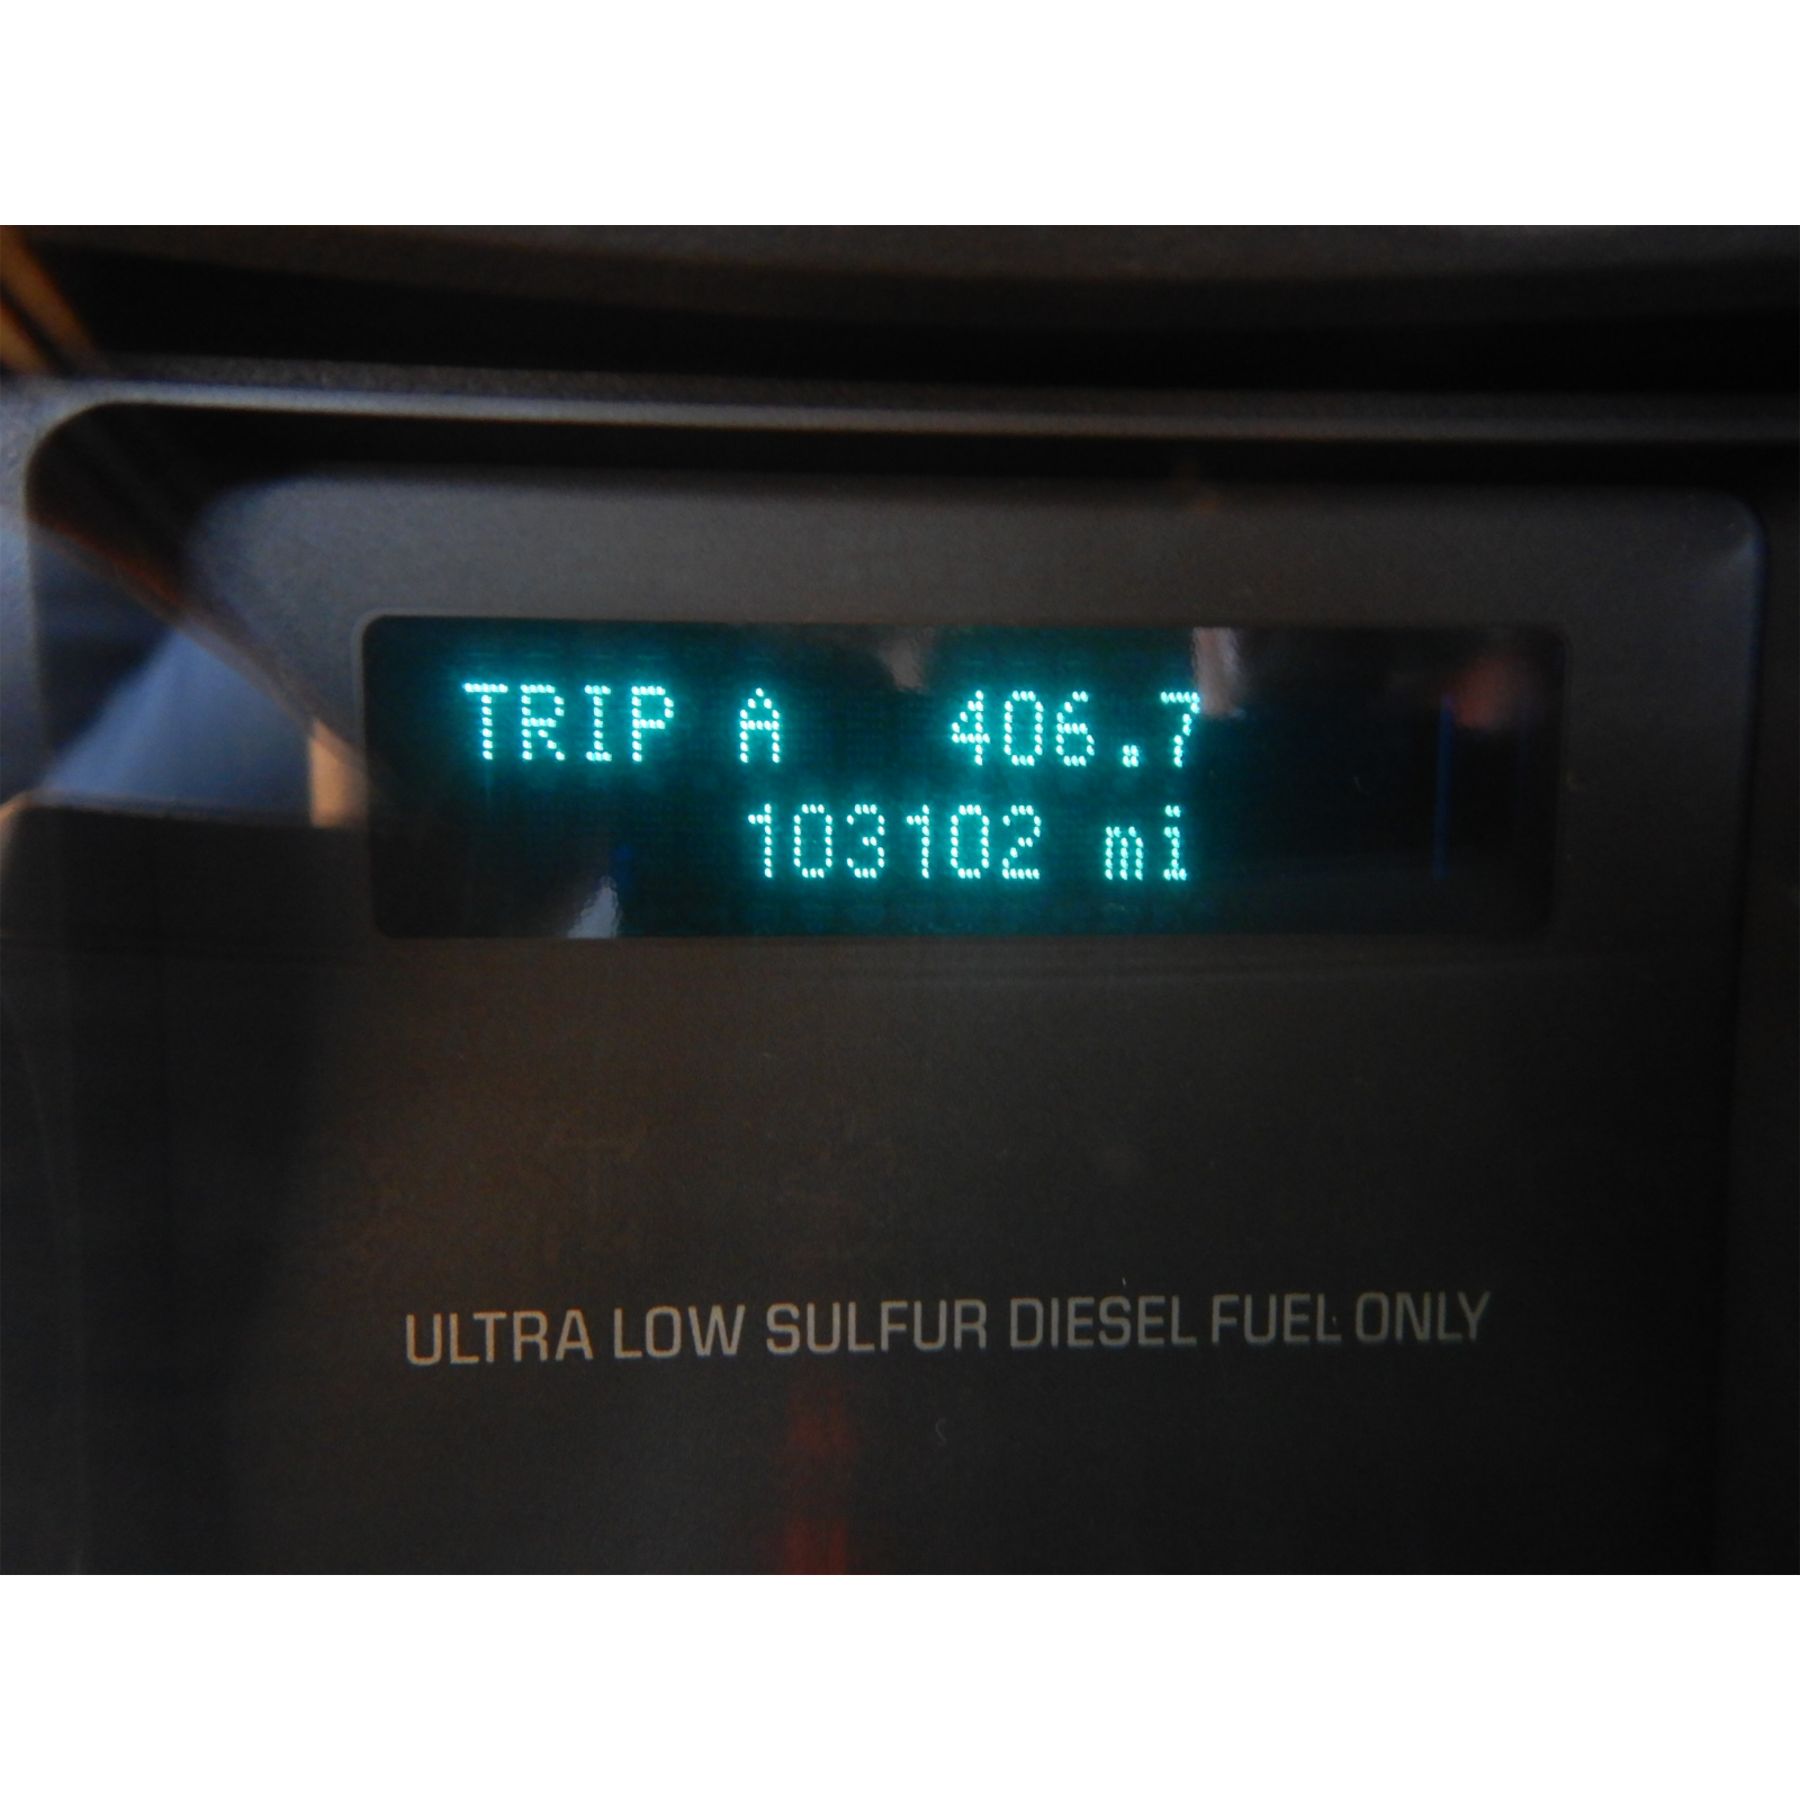 TRIP A 406.7
103102 mi
ULTRA LOW SULFUR DIESEL FUEL ONLY